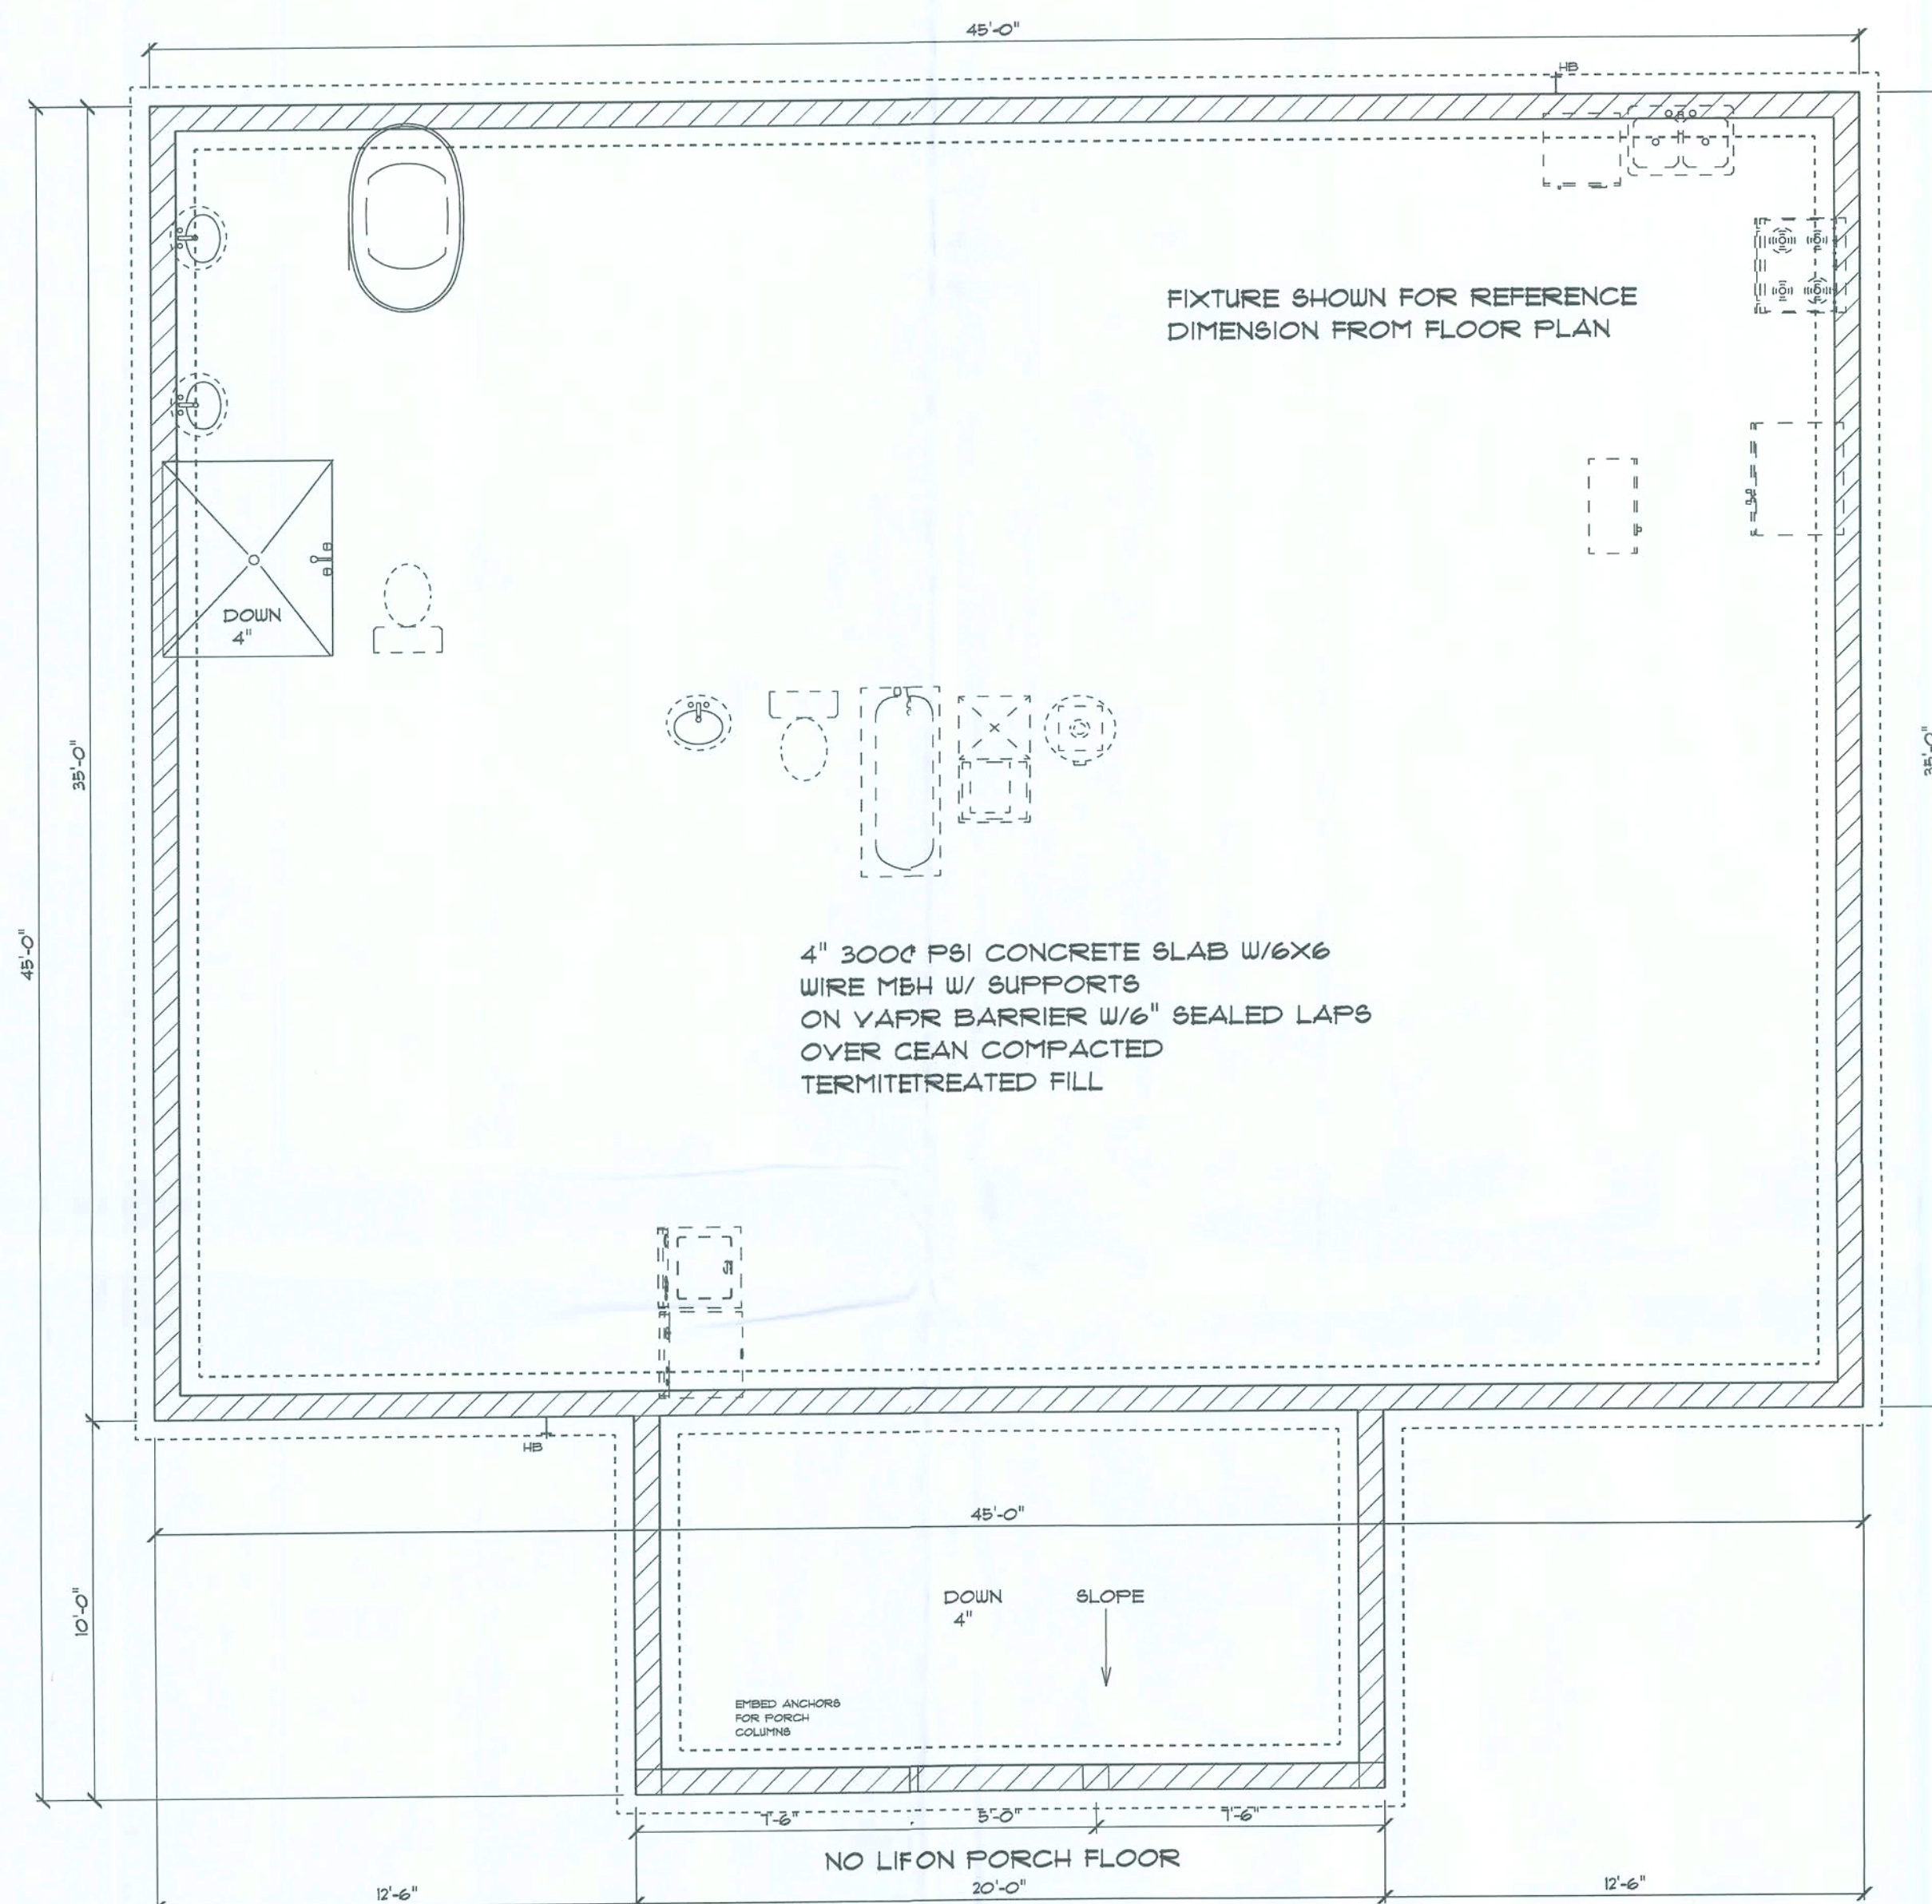 45'-0"
HB
FIXTURE SHOWN FOR REFERENCE
DIMENSION FROM FLOOR PLAN
DOWN
4"
35'-0"
35'-0"
45'-0"
4" 3000 PSI CONCRETE SLAB W/6X6
WIRE MESH W/ SUPPORTS
ON VAPR BARRIER W/6" SEALED LAPS
OVER CEAN COMPACTED
TERMITETREATED FILL
HB
45'-0"
10'-0"
DOWN
4"
SLOPE
EMBED ANCHORS
FOR PORCH
COLUMNS
7'-6"
5'-0"
7'-6"
NO LIFON PORCH FLOOR
12'-6"
20'-0"
12'-6"